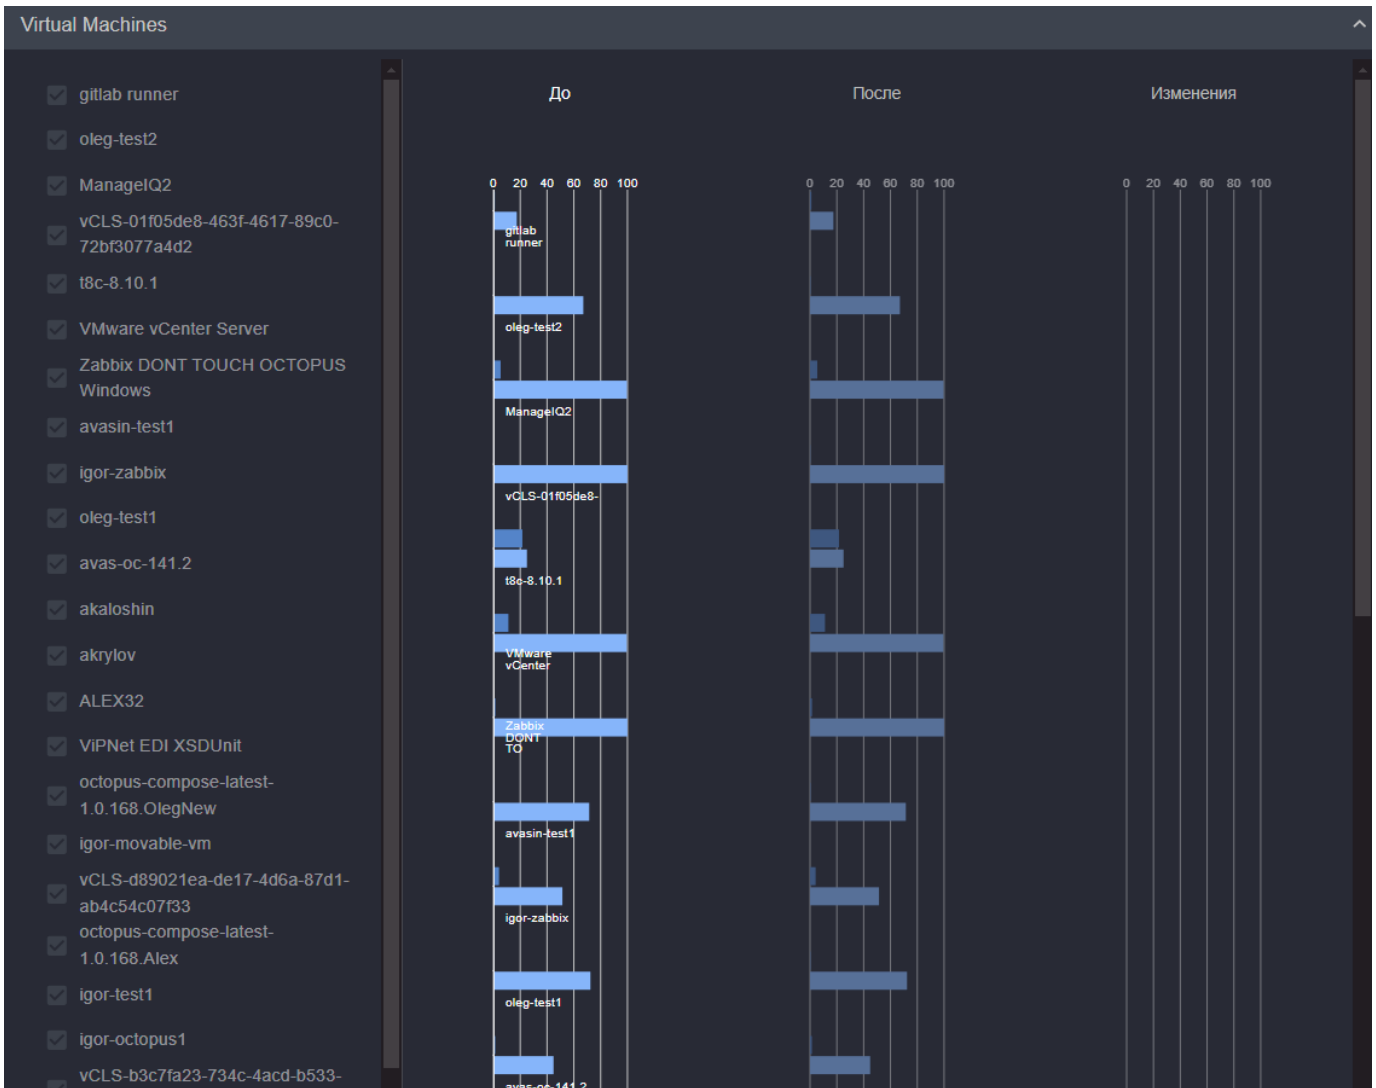 Virtual Machines
gitlab runner
oleg-test2
ManageIQ2
vCLS-01f05de8-463f-4617-89c0-
72bf3077a4d2
t8c-8.10.1
VMware vCenter Server
Zabbix DONT TOUCH OCTOPUS
Windows
avasin-test1
igor-zabbix
oleg-test1
avas-oc-141.2
akaloshin
akrylov
ALEX32
ViPNet EDI XSDUnit
octopus-compose-latest-
1.0.168.OlegNew
igor-movable-vm
vCLS-d89021ea-de17-4d6a-87d1-
ab4c54c07f33
octopus-compose-latest-
1.0.168.Alex
igor-test1
igor-octopus1
vCLS-b3c7fa23-734c-4acd-b533-
До
0 20 40 60 80 100
gitlab
runner
oleg-test2
ManageIQ2
vCLS-01f05de8-
t8c-8.10.1
VMware
vCenter
Zabbix
DONT
TO
avasin-test1
igor-zabbix
oleg-test1
avas-oc-141.2
После
0 20 40 60 80 100
Изменения
0 20 40 60 80 100